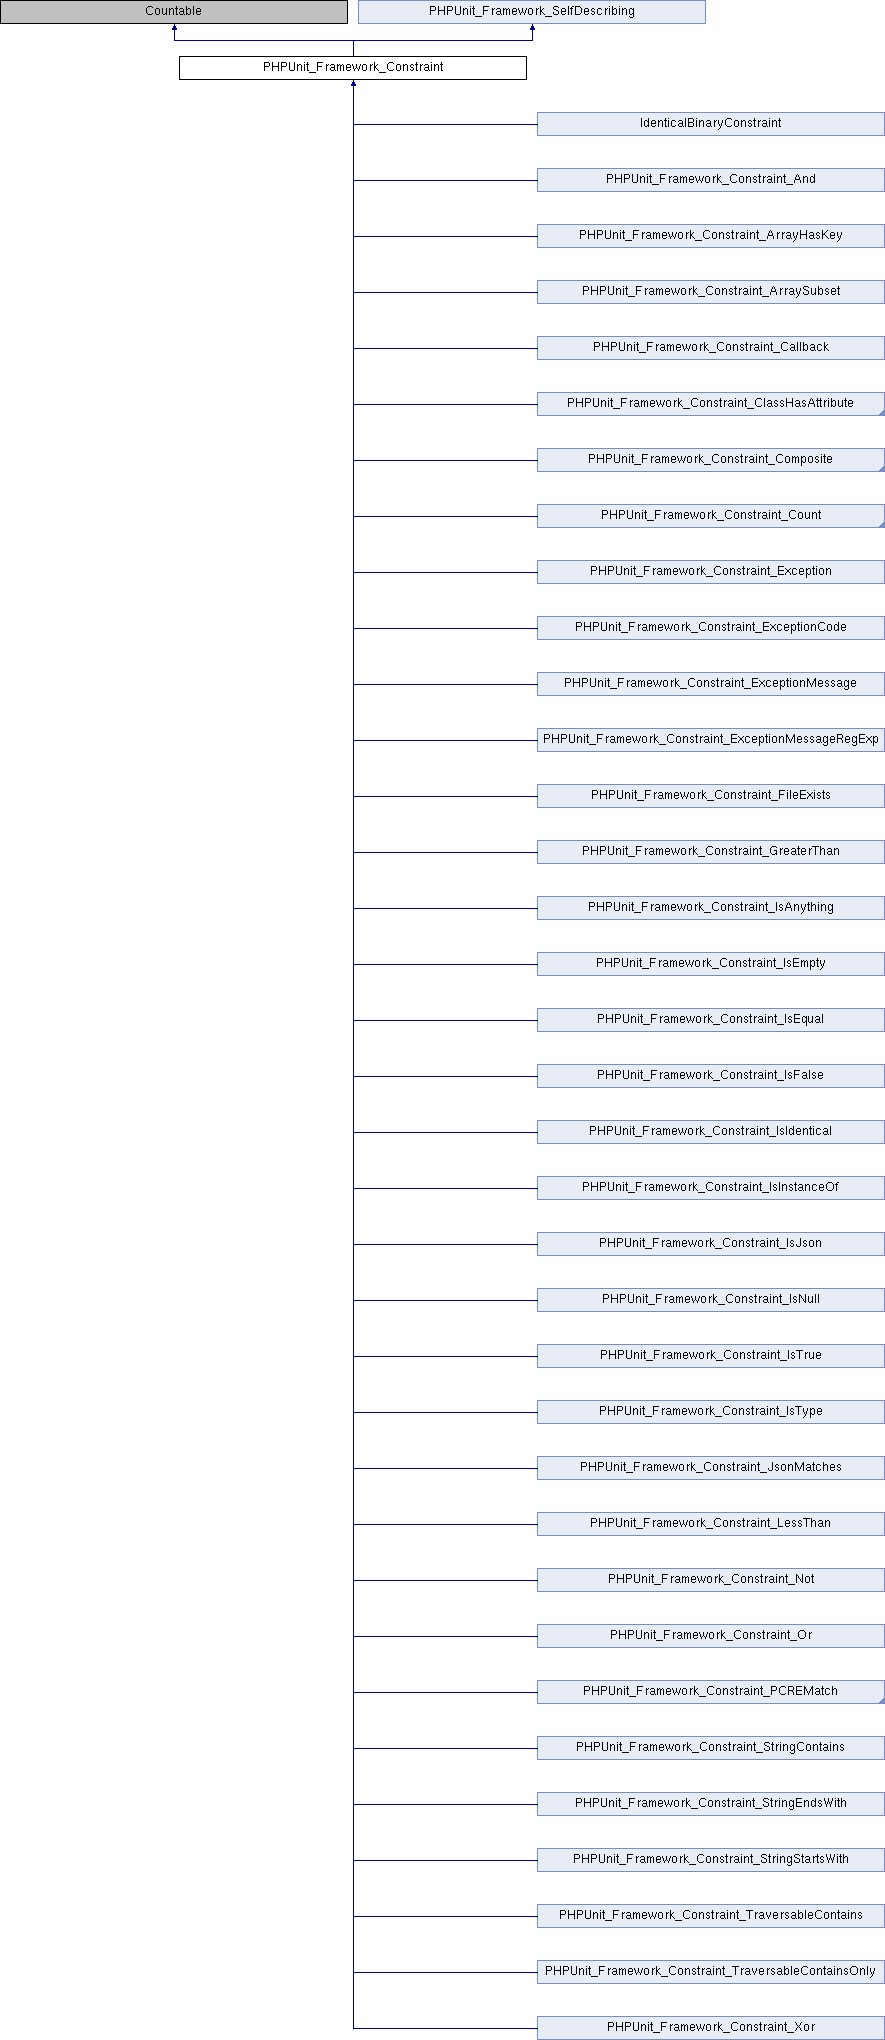 Countable
PHPUnit_Framework_SelfDescribing
PHPUnit_Framework_Constraint
IdenticalBinaryConstraint
PHPUnit_Framework_Constraint_And
PHPUnit_Framework_Constraint_ArrayHasKey
PHPUnit_Framework_Constraint_ArraySubset
PHPUnit_Framework_Constraint_Callback
PHPUnit_Framework_Constraint_ClassHasAttribute
PHPUnit_Framework_Constraint_Composite
PHPUnit_Framework_Constraint_Count
PHPUnit_Framework_Constraint_Exception
PHPUnit_Framework_Constraint_ExceptionCode
PHPUnit_Framework_Constraint_ExceptionMessage
PHPUnit_Framework_Constraint_ExceptionMessageRegExp
PHPUnit_Framework_Constraint_FileExists
PHPUnit_Framework_Constraint_GreaterThan
PHPUnit_Framework_Constraint_IsAnything
PHPUnit_Framework_Constraint_IsEmpty
PHPUnit_Framework_Constraint_IsEqual
PHPUnit_Framework_Constraint_IsFalse
PHPUnit_Framework_Constraint_IsIdentical
PHPUnit_Framework_Constraint_IsInstanceOf
PHPUnit_Framework_Constraint_IsJson
PHPUnit_Framework_Constraint_IsNull
PHPUnit_Framework_Constraint_IsTrue
PHPUnit_Framework_Constraint_IsType
PHPUnit_Framework_Constraint_JsonMatches
PHPUnit_Framework_Constraint_LessThan
PHPUnit_Framework_Constraint_Not
PHPUnit_Framework_Constraint_Or
PHPUnit_Framework_Constraint_PCREMatch
PHPUnit_Framework_Constraint_StringContains
PHPUnit_Framework_Constraint_StringEndsWith
PHPUnit_Framework_Constraint_StringStartsWith
PHPUnit_Framework_Constraint_TraversableContains
PHPUnit_Framework_Constraint_TraversableContainsOnly
PHPUnit_Framework_Constraint_Xor